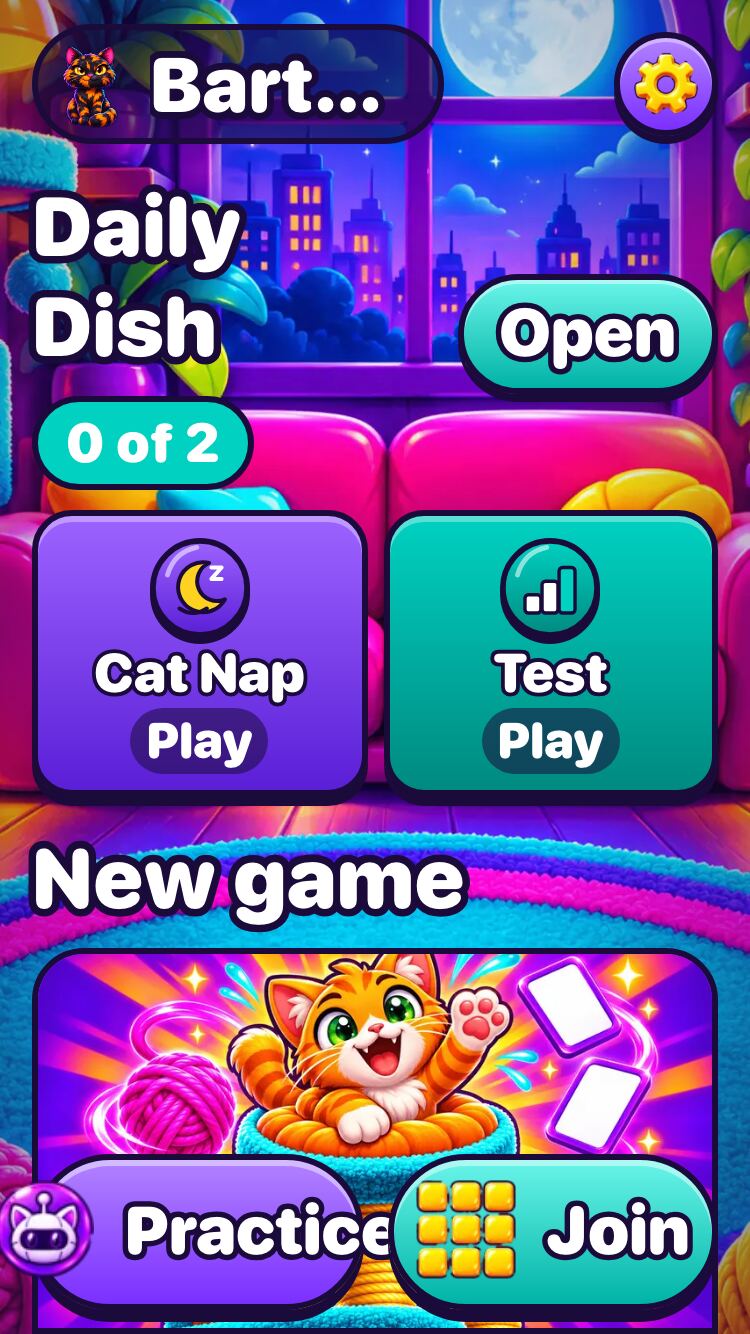 Bart...
Daily
Dish
Open
0 of 2
Cat Nap
Play
Test
Play
New game
Practice
Join